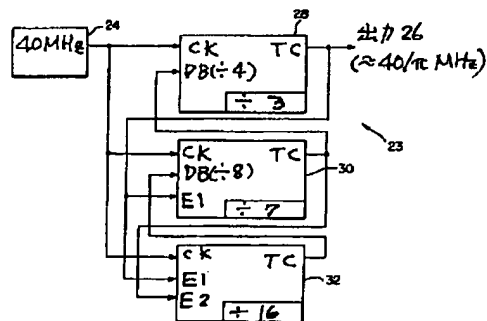 24
40MHz
28
CK TC
DB(÷4)
÷ 3
出力 26
(≈40/π MHz)
23
CK TC
DB(÷8)
E1
÷ 7
30
CK TC
E1
E2
÷ 16
32